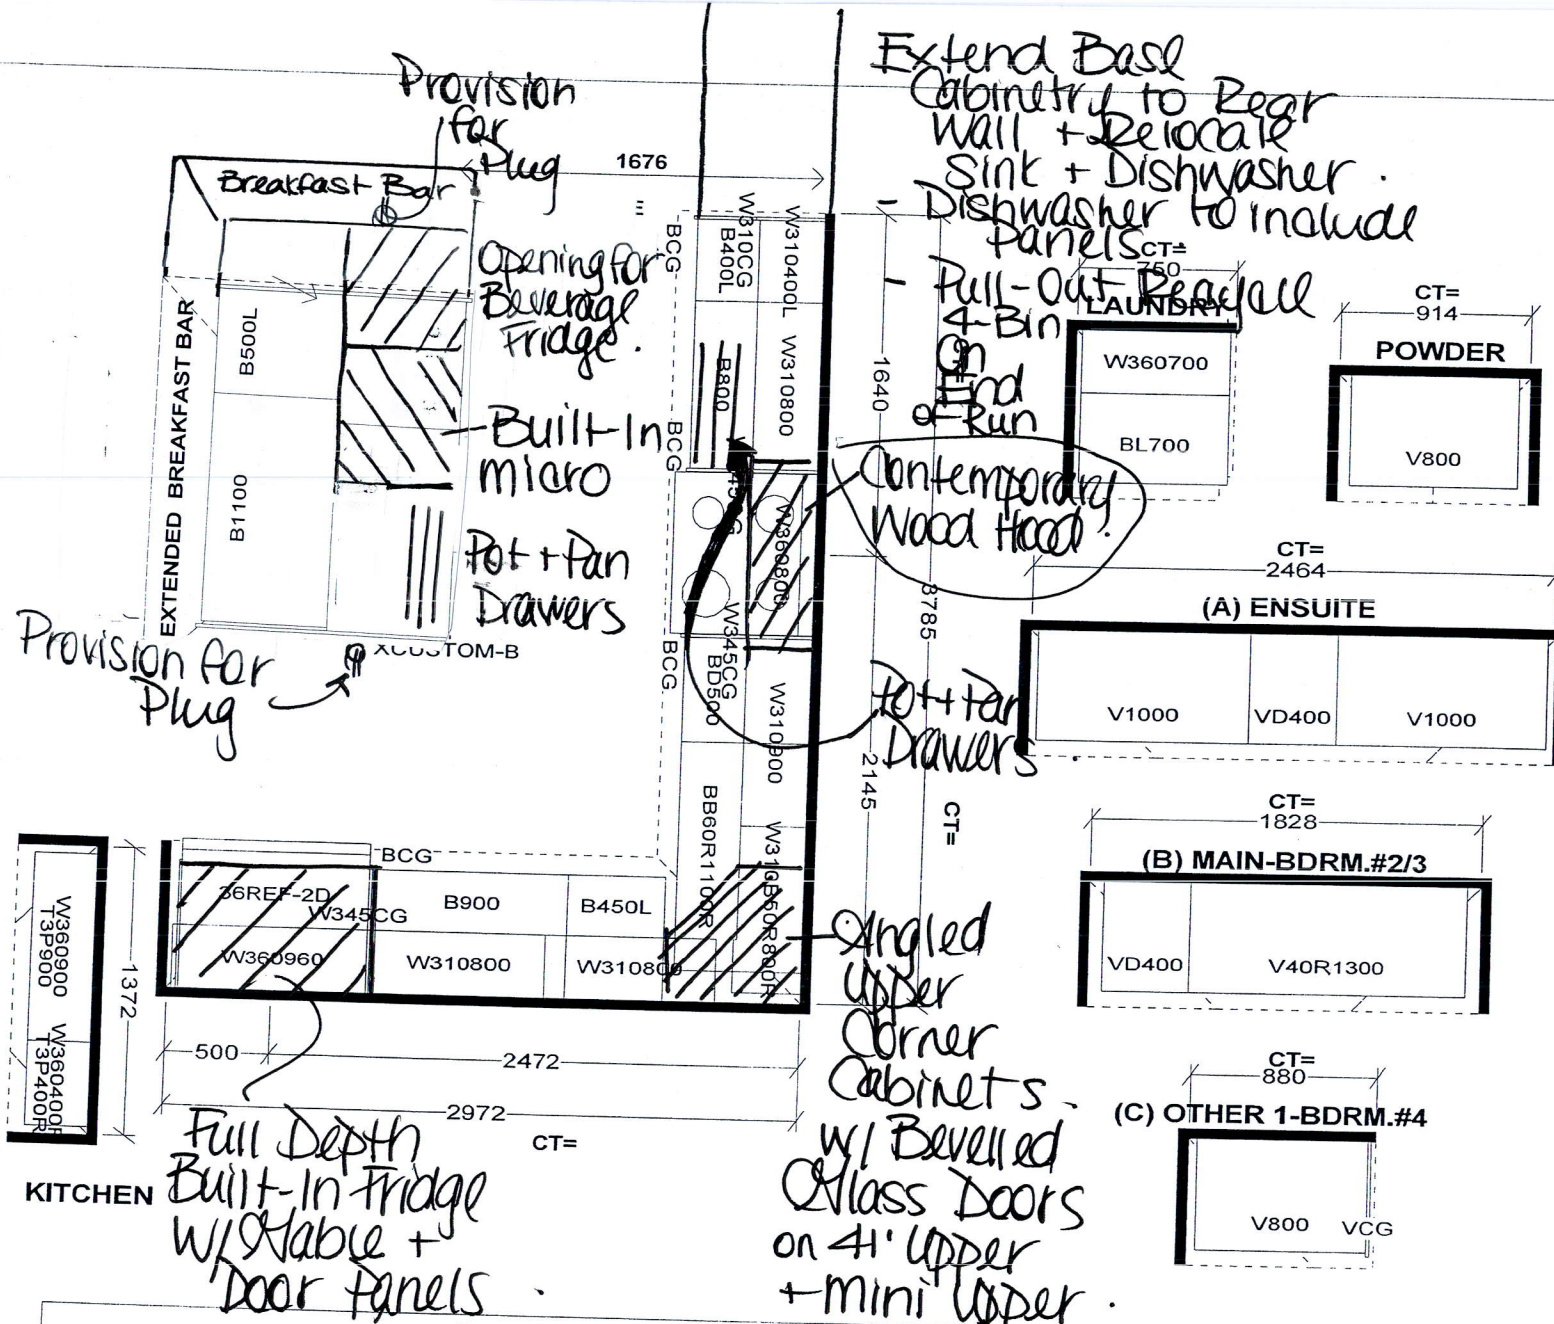 Provision
for
Plug
Breakfast Bar
1676
Extend Base
Cabinetry to Rear
Wall + Relocate
Sink + Dishwasher.
- Dishwasher to include
Panels
- Pull-Out Recycle
4-Bin
On
End
of Run
Opening for
Beverage
Fridge.
Built-In
micro
Pot + Pan
Drawers
EXTENDED BREAKFAST BAR
B500L
B1100
XCUSTOM-B
Provision for
Plug
BCG
W310CG
B400L
W310400L
B800
W310800
BCG
W360800
W345CG
BD500
BCG
W310900
BB60R1100R
1640
3785
2145
CT=
Contemporary
Wood Hood!
Pot + Pan
Drawers.
CT=
750
LAUNDRY
W360700
BL700
CT=
914
POWDER
V800
CT=
2464
(A) ENSUITE
V1000
VD400
V1000
CT=
1828
(B) MAIN-BDRM.#2/3
VD400
V40R1300
CT=
880
(C) OTHER 1-BDRM.#4
V800
VCG
W360900
T3P900
W360400R
T3P400R
1372
KITCHEN
BCG
36REF-2D
W345CG
W360960
B900
B450L
W310800
W310800
500
2472
2972
CT=
Full Depth
Built-In Fridge
W/ Gable +
Door Panels.
Angled
Upper
Corner
Cabinets.
w/ Bevelled
Glass Doors
on 41" Upper
+ mini Upper.